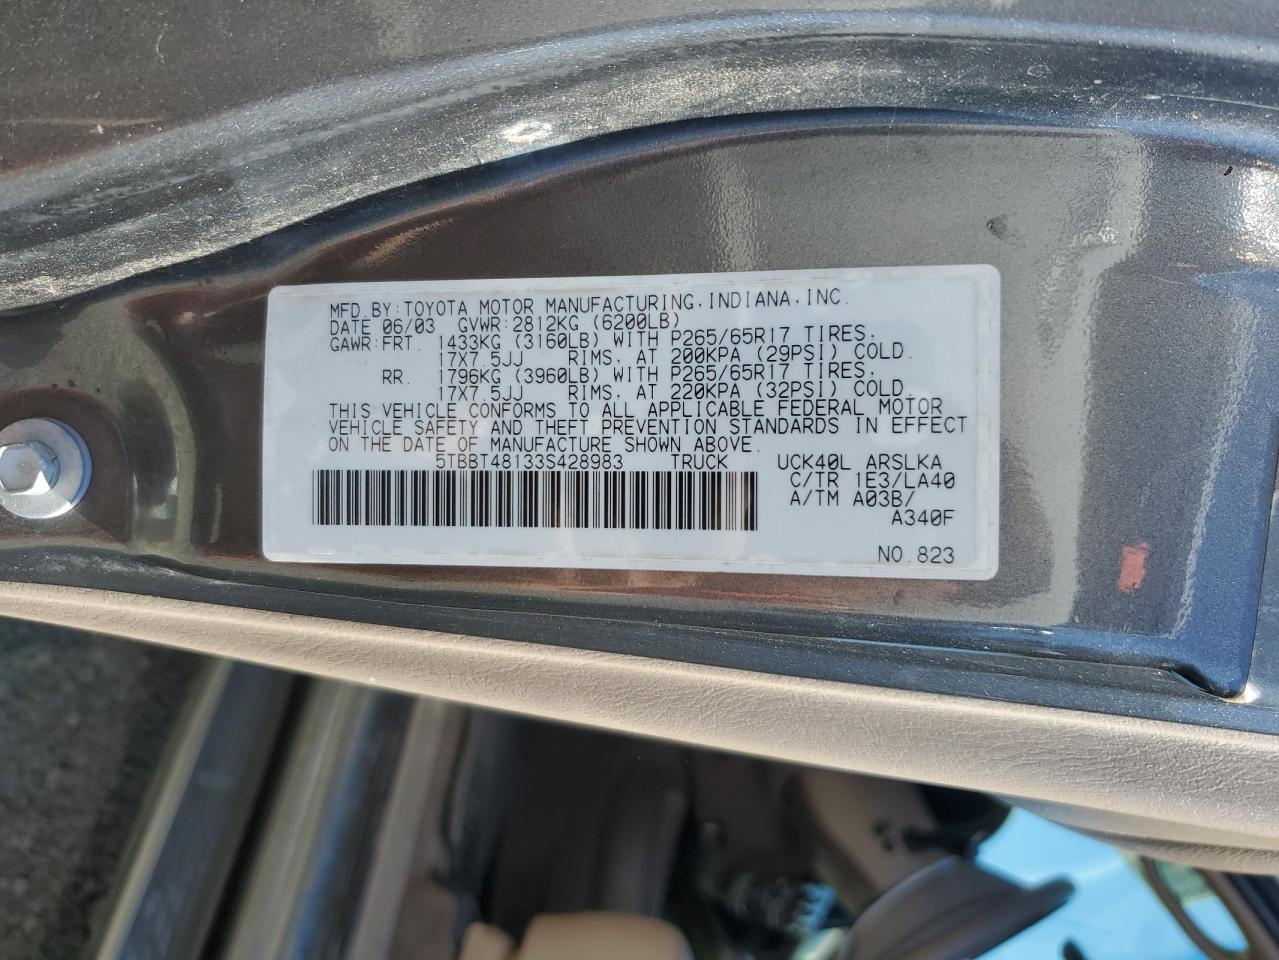 MFD.BY:TOYOTA MOTOR MANUFACTURING,INDIANA,INC.
DATE 06/03 GVWR:2812KG (6200LB)
GAWR:FRT. 1433KG (3160LB) WITH P265/65R17 TIRES,
17X7.5JJ RIMS, AT 200KPA (29PSI) COLD.
RR. 1796KG (3960LB) WITH P265/65R17 TIRES,
17X7.5JJ RIMS, AT 220KPA (32PSI) COLD.
THIS VEHICLE CONFORMS TO ALL APPLICABLE FEDERAL MOTOR
VEHICLE SAFETY AND THEFT PREVENTION STANDARDS IN EFFECT
ON THE DATE OF MANUFACTURE SHOWN ABOVE.
5TBBT48133S428983 TRUCK UCK40L ARSLKA
C/TR 1E3/LA40
A/TM A03B/
A340F
NO.823